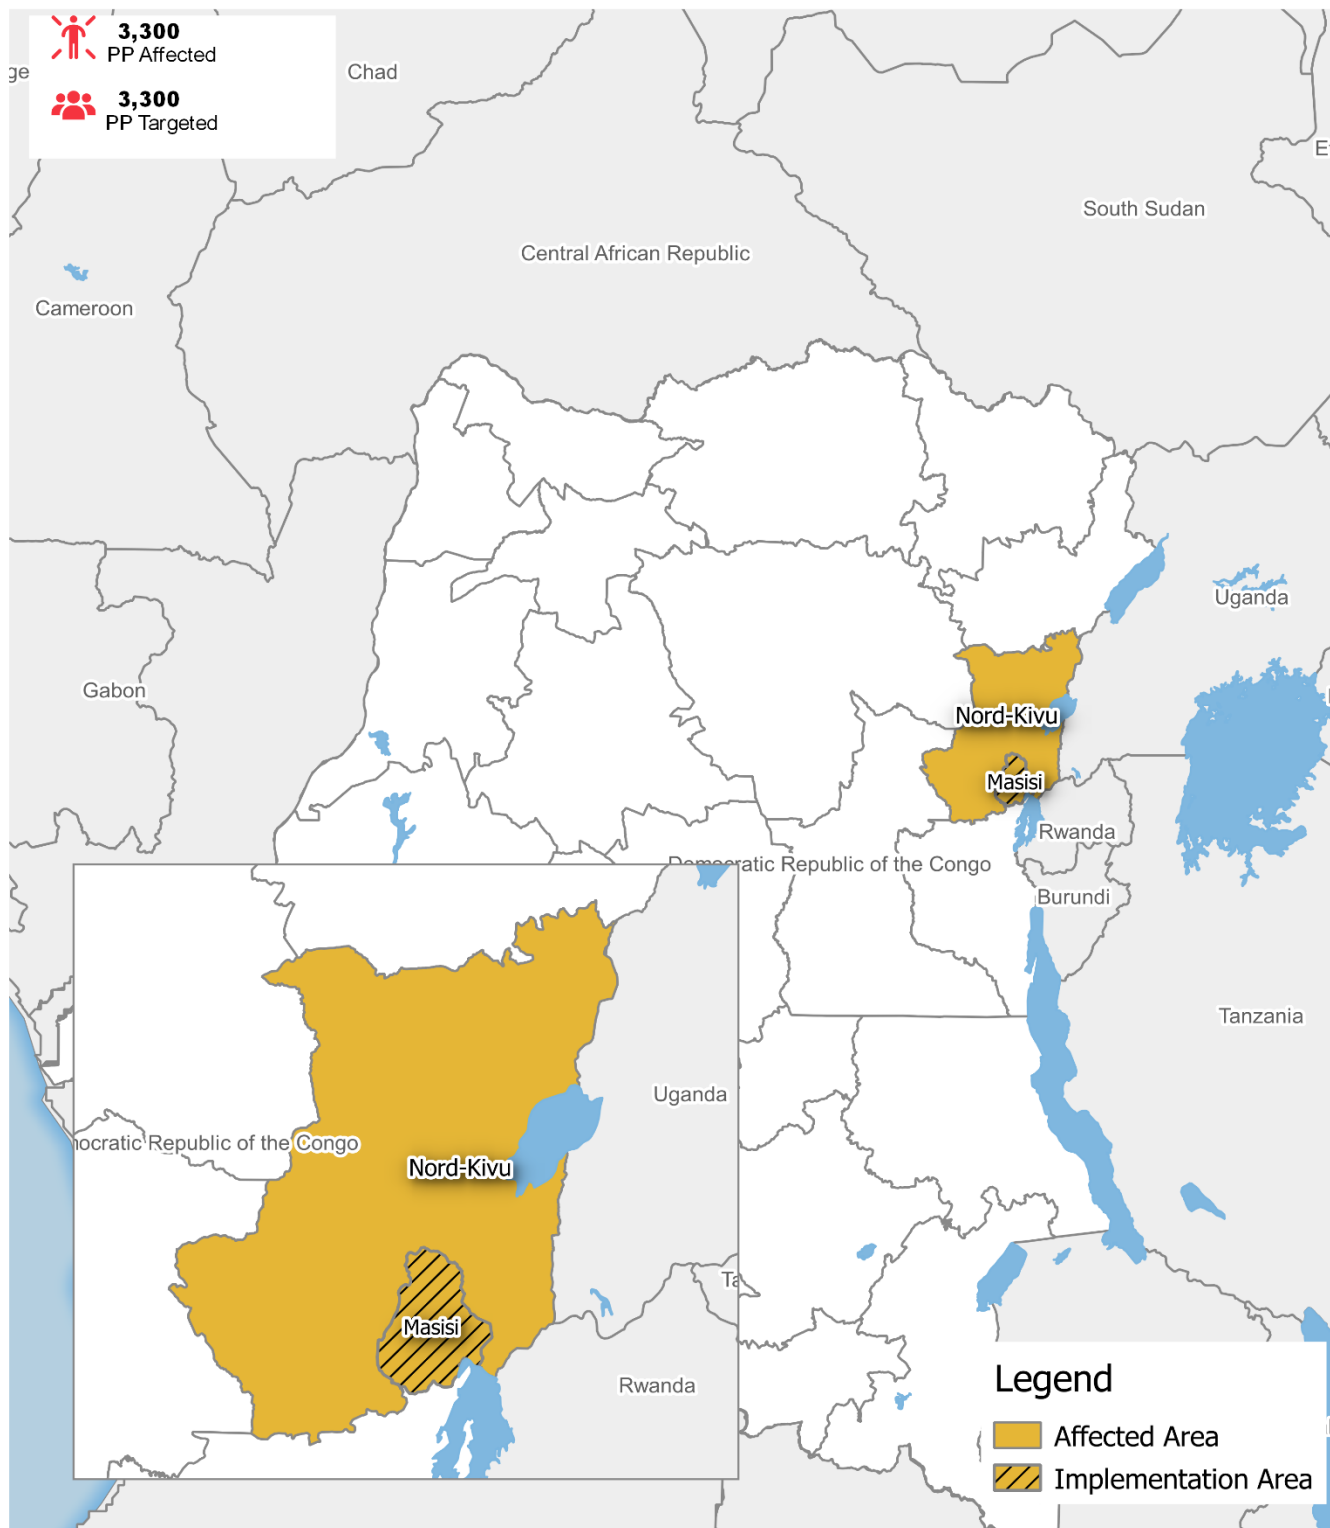 3,300
PP Affected
3,300
PP Targeted
Chad
South Sudan
Central African Republic
Cameroon
Uganda
Gabon
Nord-Kivu
Masisi
Rwanda
Democratic Republic of the Congo
Burundi
Tanzania
Uganda
nocratic Republic of the Congo
Nord-Kivu
Masisi
Ta
Rwanda
Legend
Affected Area
Implementation Area